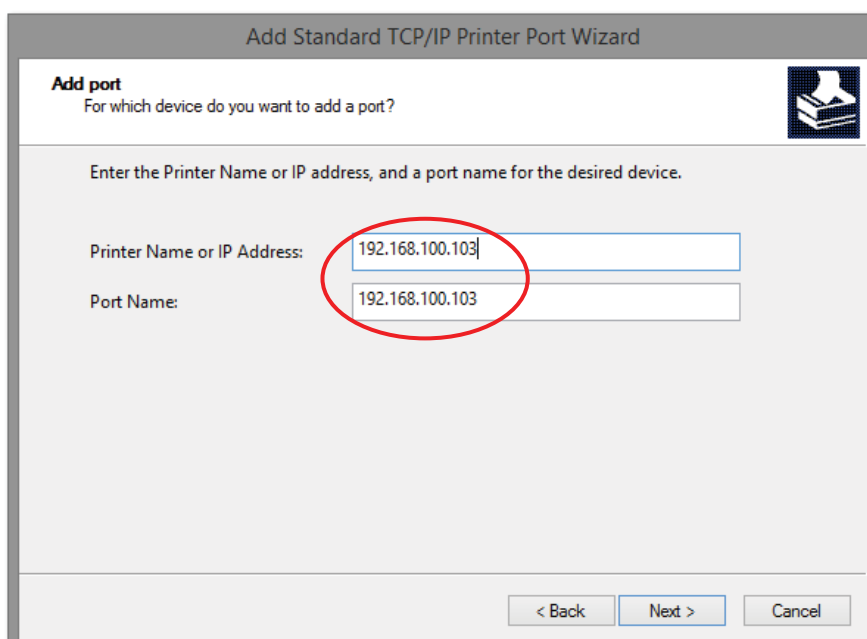 Add Standard TCP/IP Printer Port Wizard
Add port
For which device do you want to add a port?
Enter the Printer Name or IP address, and a port name for the desired device.
Printer Name or IP Address: 192.168.100.103
Port Name: 192.168.100.103
< Back Next > Cancel